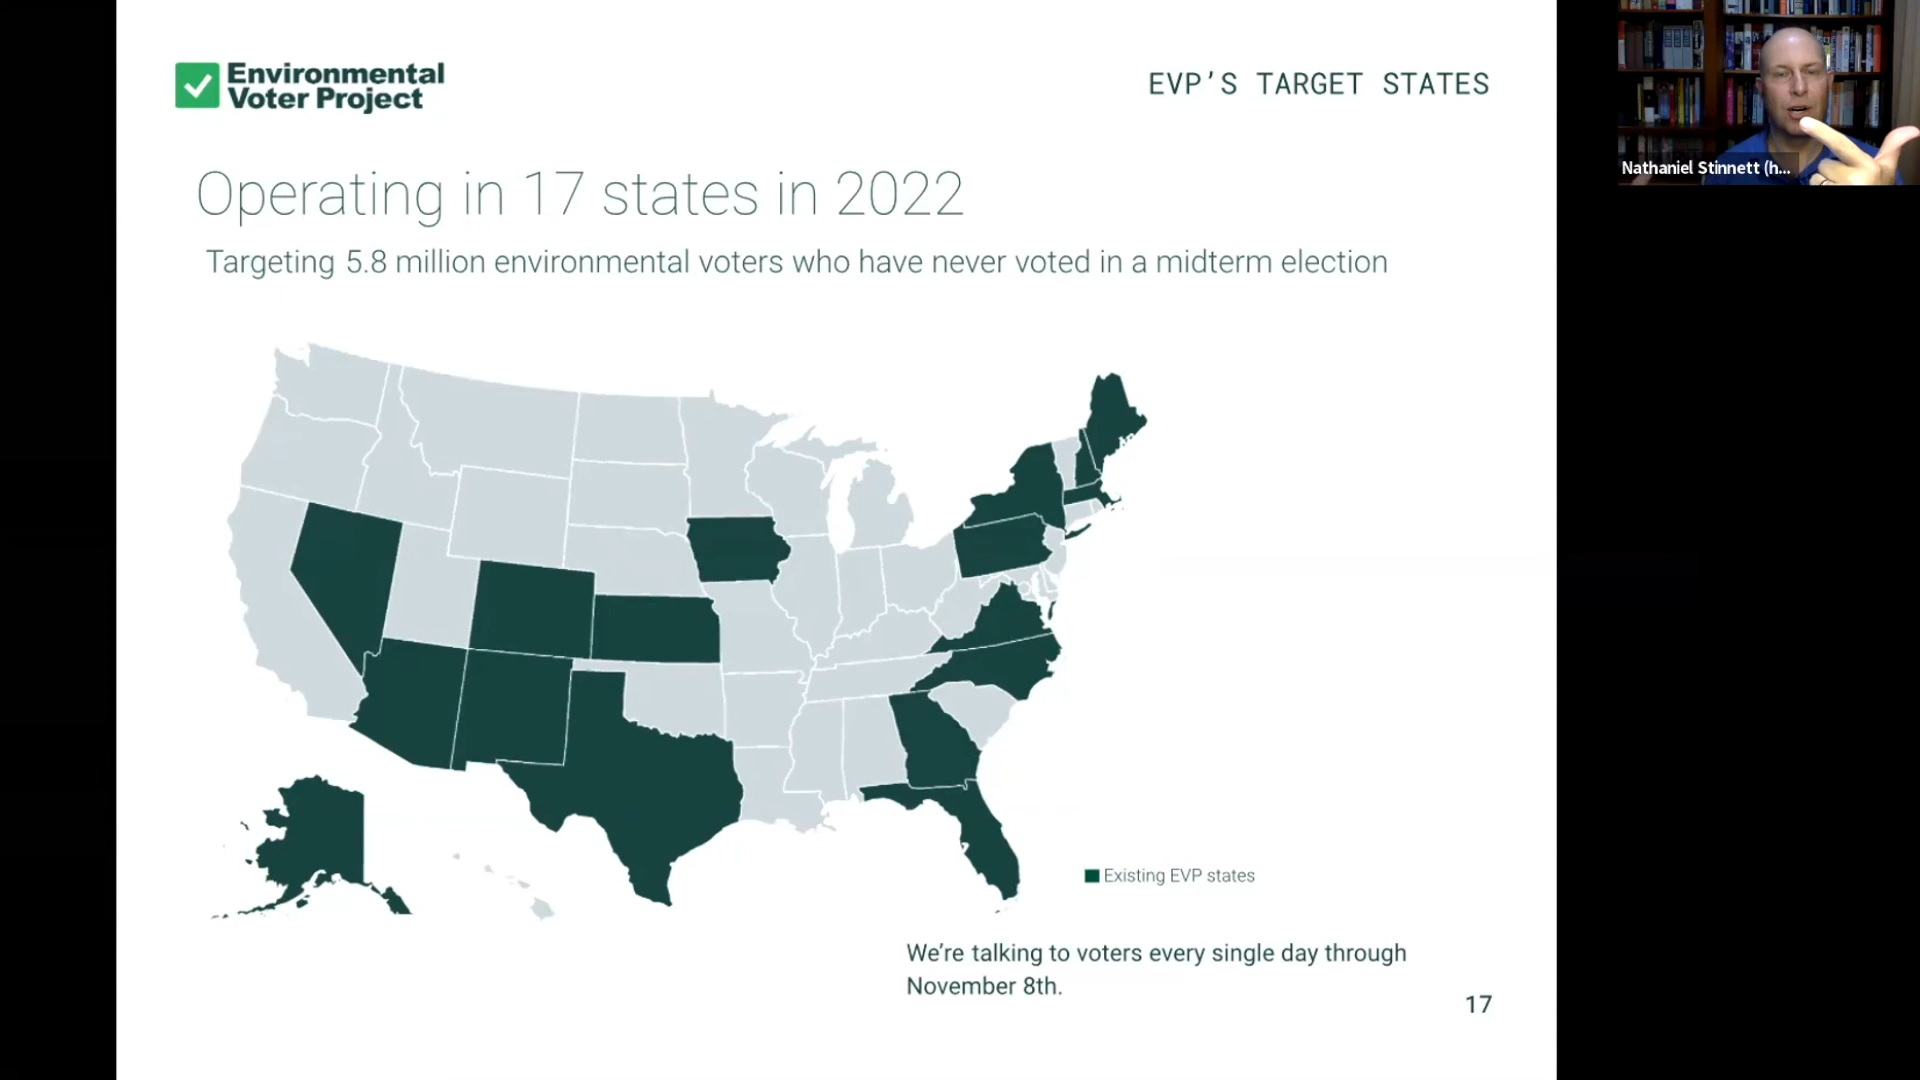 Environmental
Voter Project
EVP’S TARGET STATES
Nathaniel Stinnett (h...
Operating in 17 states in 2022
Targeting 5.8 million environmental voters who have never voted in a midterm election
Existing EVP states
We’re talking to voters every single day through
November 8th.
17